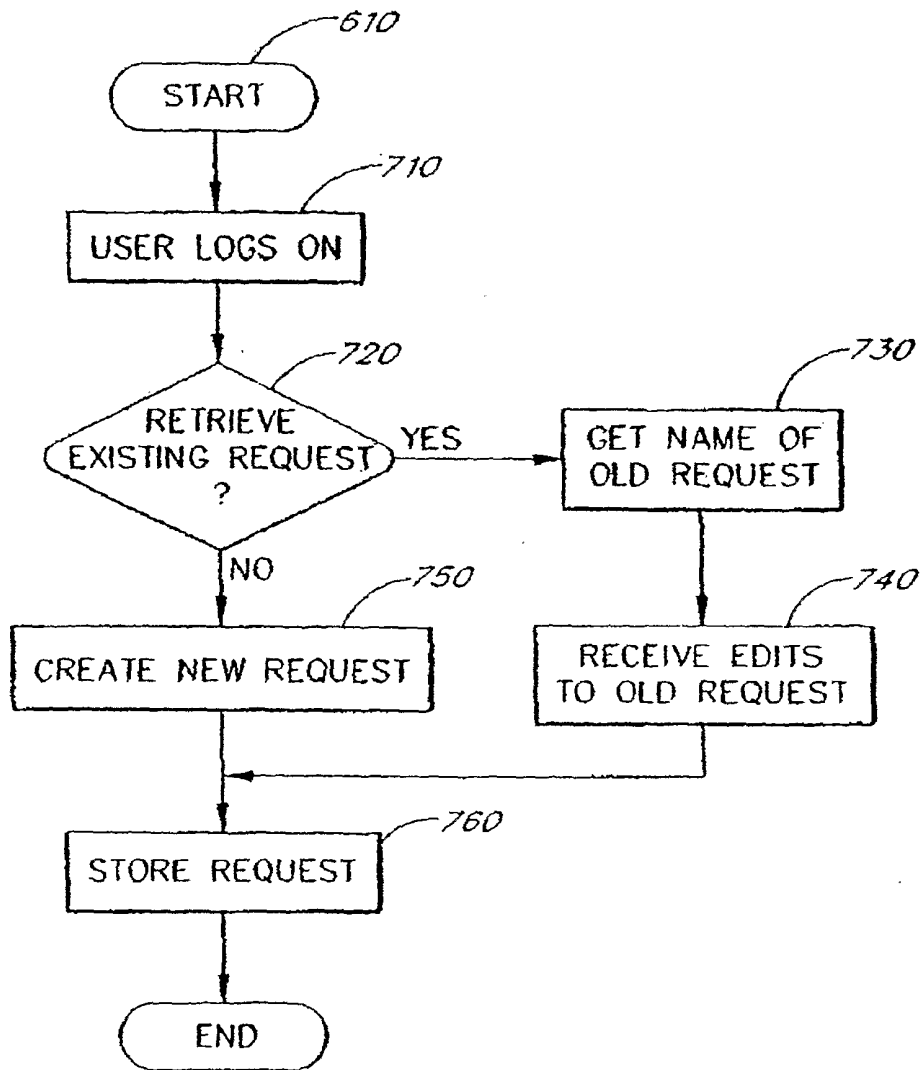 610
START
710
USER LOGS ON
720
RETRIEVE
EXISTING REQUEST
?
YES
730
GET NAME OF
OLD REQUEST
NO
750
CREATE NEW REQUEST
740
RECEIVE EDITS
TO OLD REQUEST
760
STORE REQUEST
END